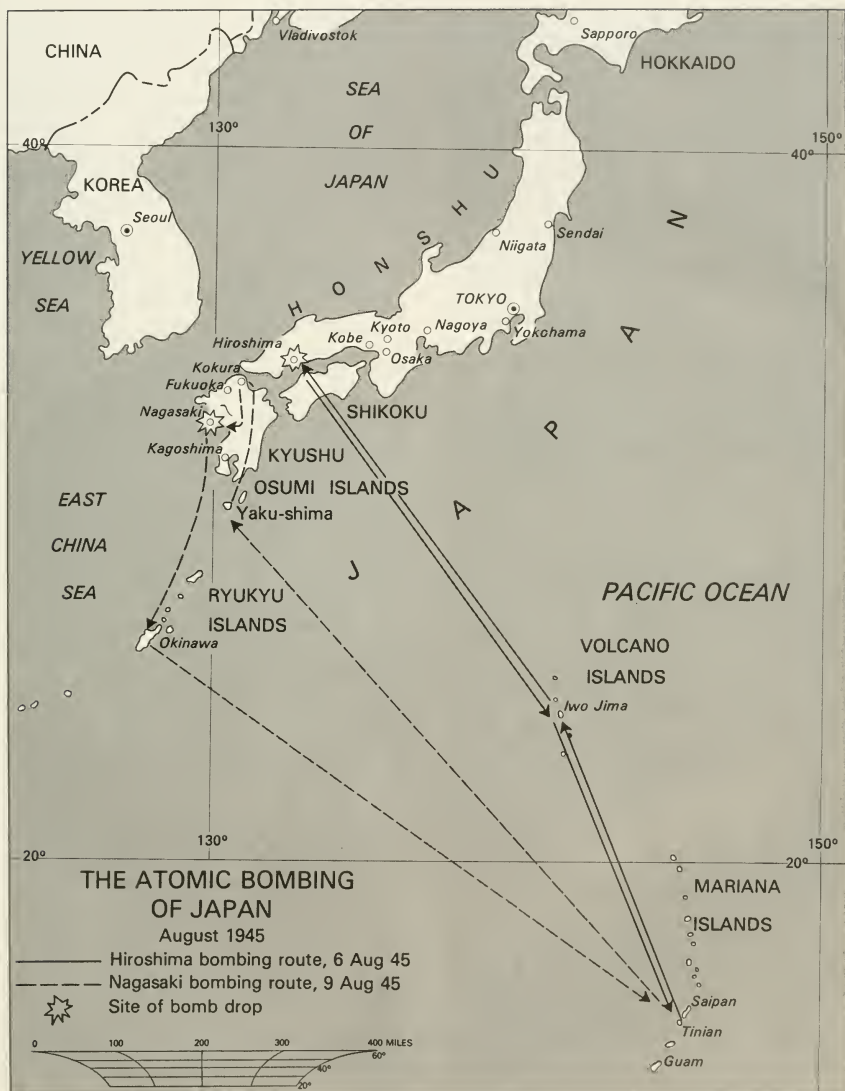 Vladivostok
Sapporo
CHINA
HOKKAIDO
SEA
OF
JAPAN
130°
150°
40°
40°
KOREA
Seoul
YELLOW
SEA
HONSHU
Niigata
Sendai
TOKYO
Yokohama
Nagoya
Kyoto
Kobe
Osaka
Hiroshima
Kokura
Fukuoka
Nagasaki
SHIKOKU
Kagoshima
KYUSHU
OSUMI ISLANDS
Yaku-shima
JAPAN
EAST
CHINA
SEA
RYUKYU
ISLANDS
Okinawa
PACIFIC OCEAN
VOLCANO
ISLANDS
Iwo Jima
130°
150°
20°
20°
MARIANA
ISLANDS
Saipan
Tinian
Guam
THE ATOMIC BOMBING
OF JAPAN
August 1945
Hiroshima bombing route, 6 Aug 45
Nagasaki bombing route, 9 Aug 45
Site of bomb drop
0 100 200 300 400 MILES
60°
40°
20°